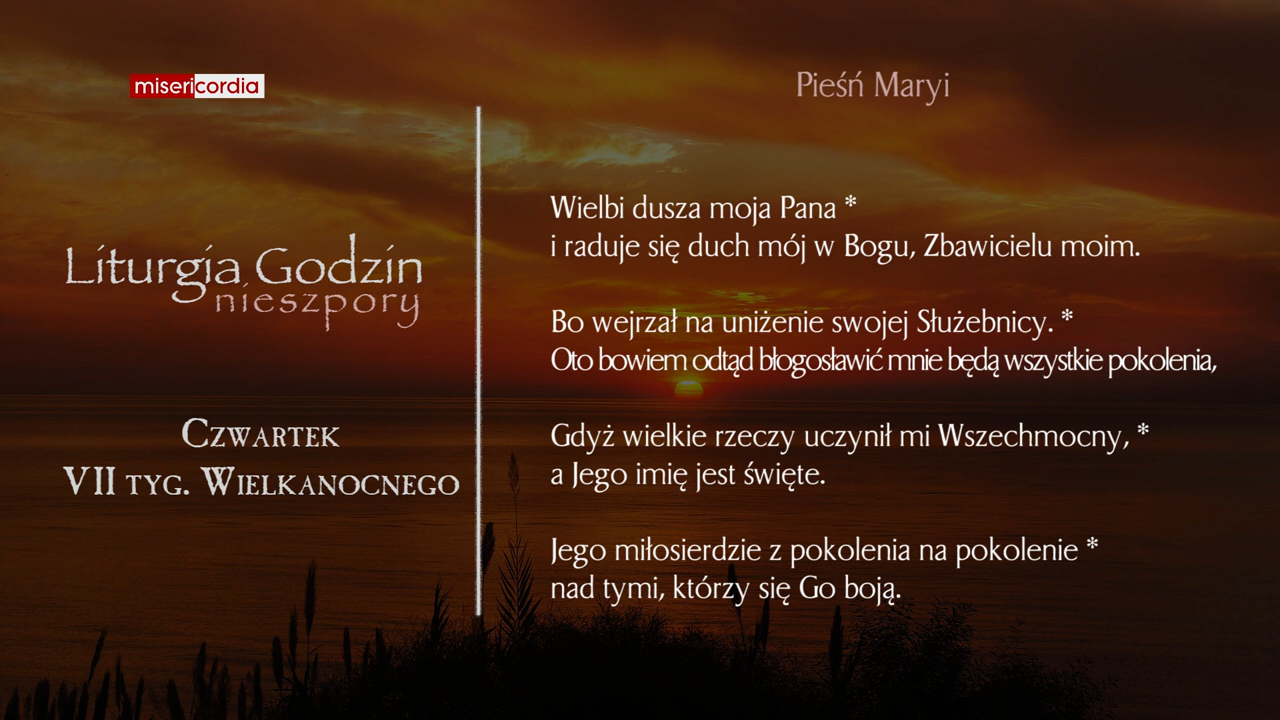 misericordia
Liturgia Godzin
nieszpory
Czwartek
VII tyg. Wielkanocnego
Pieśń Maryi
Wielbi dusza moja Pana *
i raduje się duch mój w Bogu, Zbawicielu moim.
Bo wejrzał na uniżenie swojej Służebnicy. *
Oto bowiem odtąd błogosławić mnie będą wszystkie pokolenia,
Gdyż wielkie rzeczy uczynił mi Wszechmocny, *
a Jego imię jest święte.
Jego miłosierdzie z pokolenia na pokolenie *
nad tymi, którzy się Go boją.